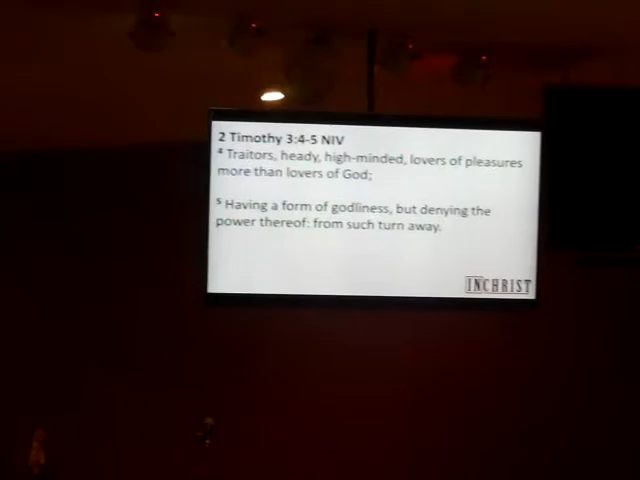 2 Timothy 3:4-5 NIV
4 Traitors, heady, high-minded, lovers of pleasures
more than lovers of God;
5 Having a form of godliness, but denying the
power thereof: from such turn away.
INCHRIST